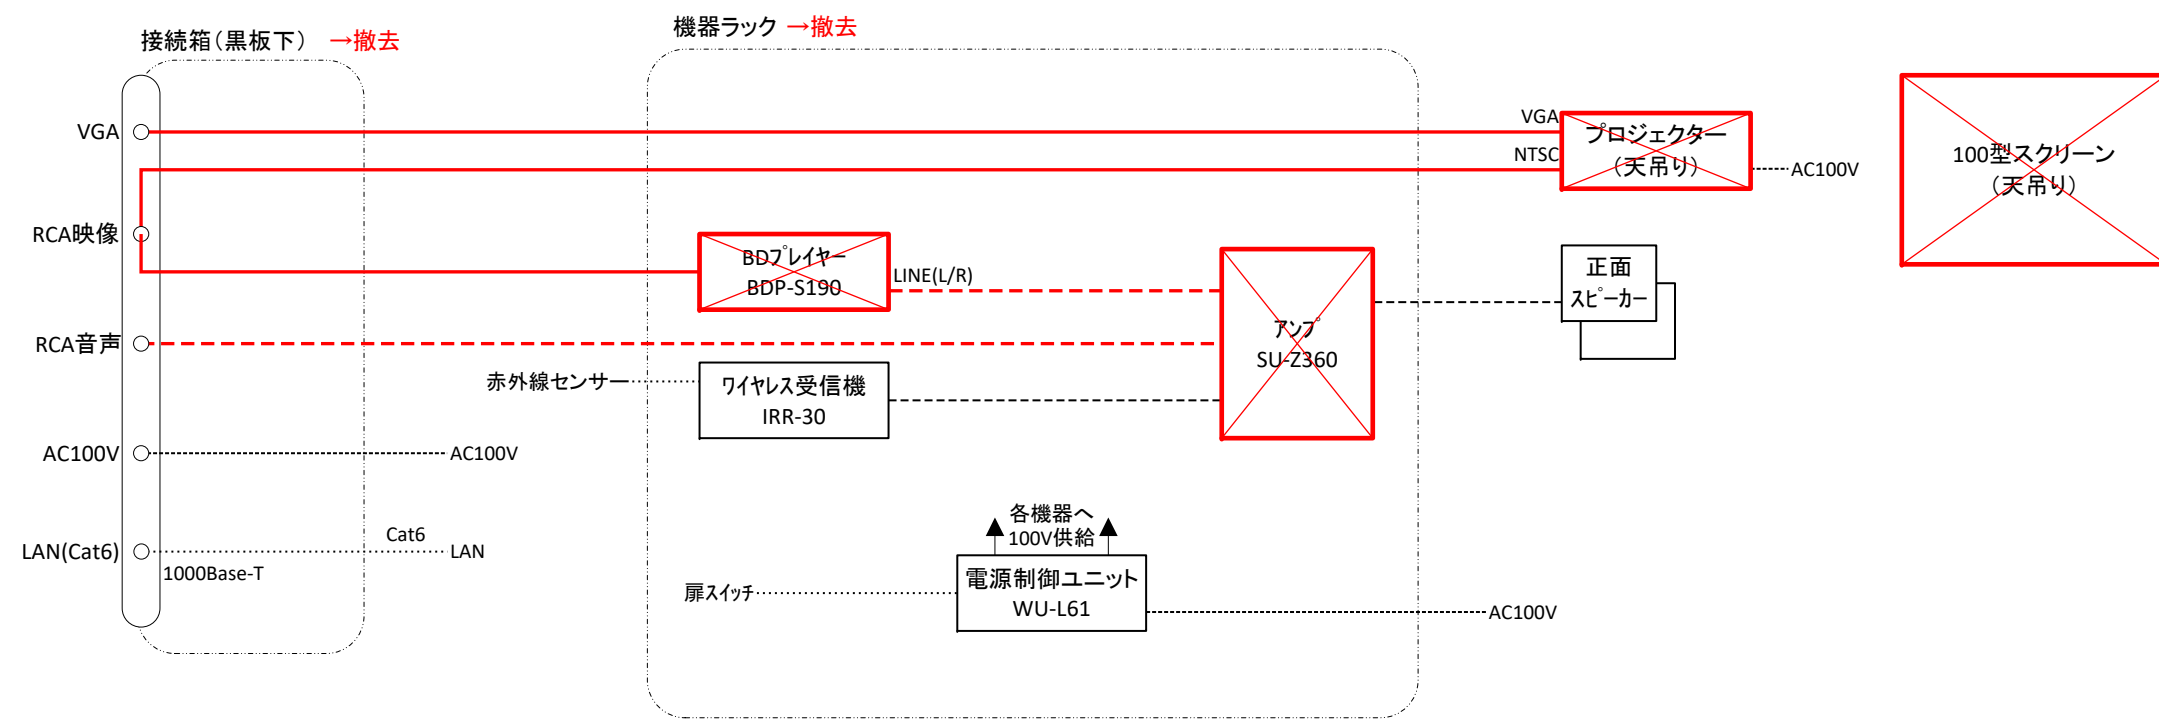 接続箱（黒板下）　→撤去
機器ラック →撤去
VGA
VGA
プロジェクター
（天吊り）
NTSC
AC100V
100型スクリーン
（天吊り）
RCA映像
BDﾌﾟﾚｲﾔｰ
BDP-S190
LINE(L/R)
正面
ｽﾋﾟｰｶｰ
RCA音声
ｱﾝﾌﾟ
SU-Z360
赤外線センサー
ﾜｲﾔﾚｽ受信機
IRR-30
AC100V
AC100V
各機器へ
100V供給
LAN(Cat6)
Cat6
LAN
1000Base-T
扉ｽｲｯﾁ
電源制御ユニット
WU-L61
AC100V